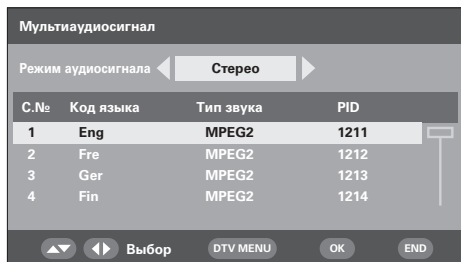 Мультиаудиосигнал
Режим аудиосигнала Стерео
С.№ Код языка Тип звука PID
1 Eng MPEG2 1211
2 Fre MPEG2 1212
3 Ger MPEG2 1213
4 Fin MPEG2 1214
Выбор DTV MENU OK END